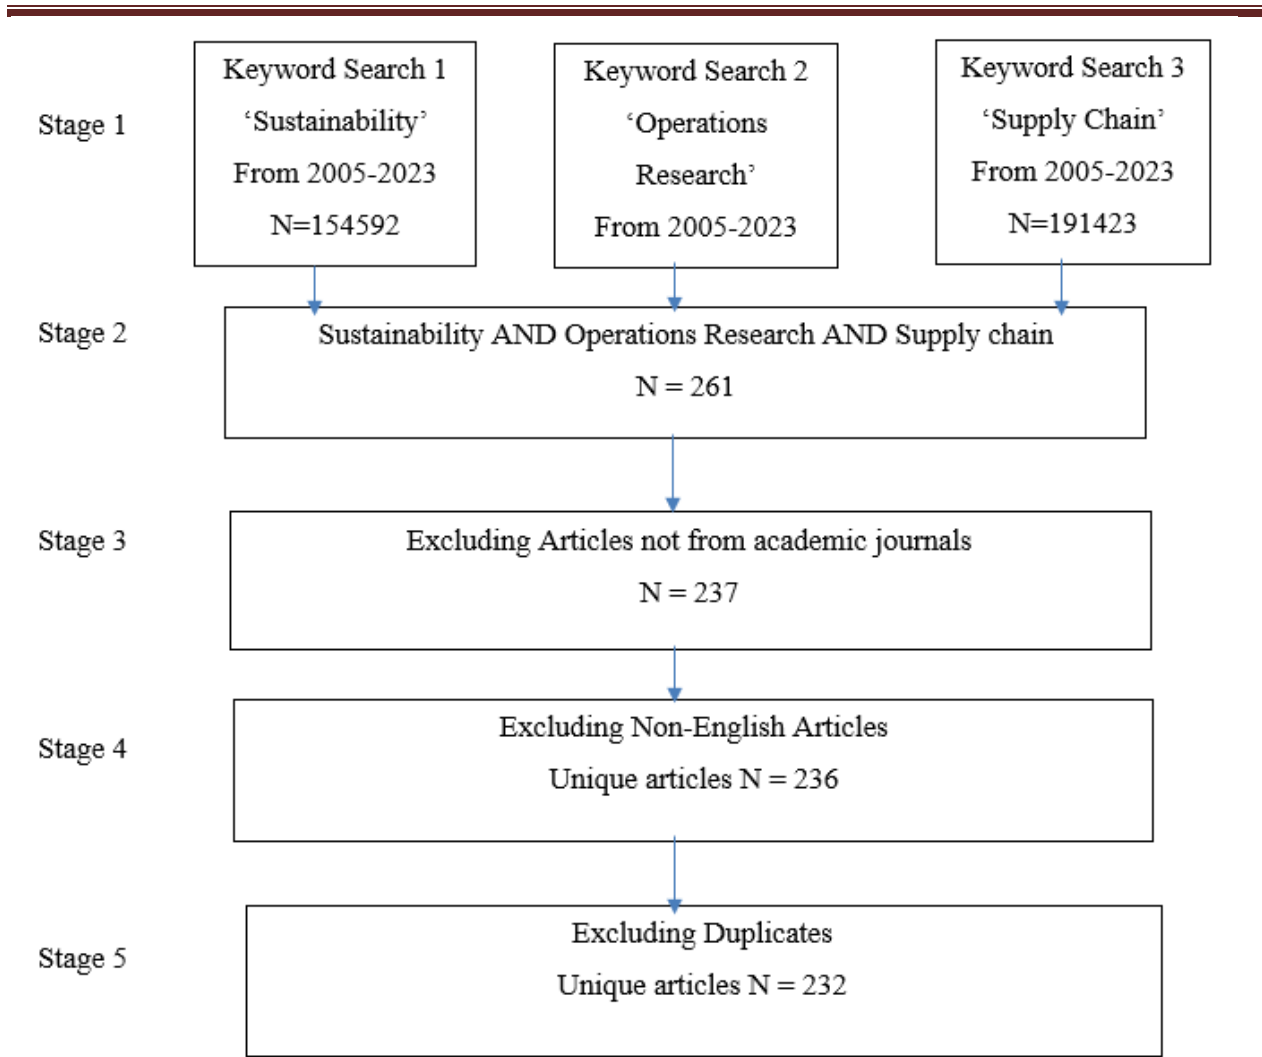 Stage 1
Keyword Search 1
‘Sustainability’
From 2005-2023
N=154592
Keyword Search 2
‘Operations
Research’
From 2005-2023
Keyword Search 3
‘Supply Chain’
From 2005-2023
N=191423
Stage 2
Sustainability AND Operations Research AND Supply chain
N = 261
Stage 3
Excluding Articles not from academic journals
N = 237
Stage 4
Excluding Non-English Articles
Unique articles N = 236
Stage 5
Excluding Duplicates
Unique articles N = 232